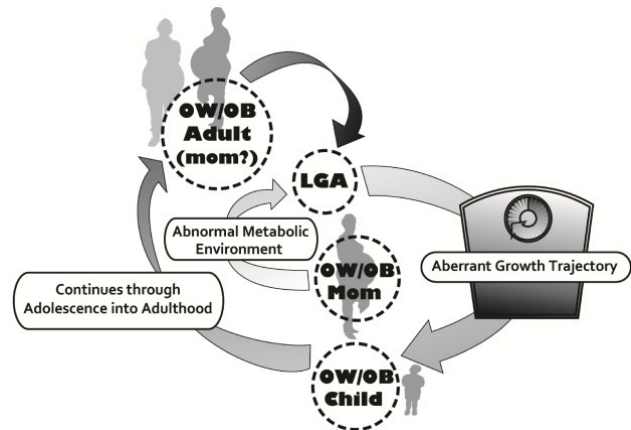 OW/OB
Adult
(mom?)
LGA
Abnormal Metabolic
Environment
OW/OB
Mom
Aberrant Growth Trajectory
Continues through
Adolescence into Adulthood
OW/OB
Child